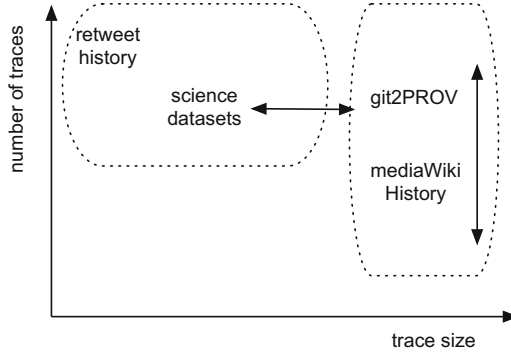 number of traces
retweet
history
science
datasets
git2PROV
mediaWiki
History
trace size